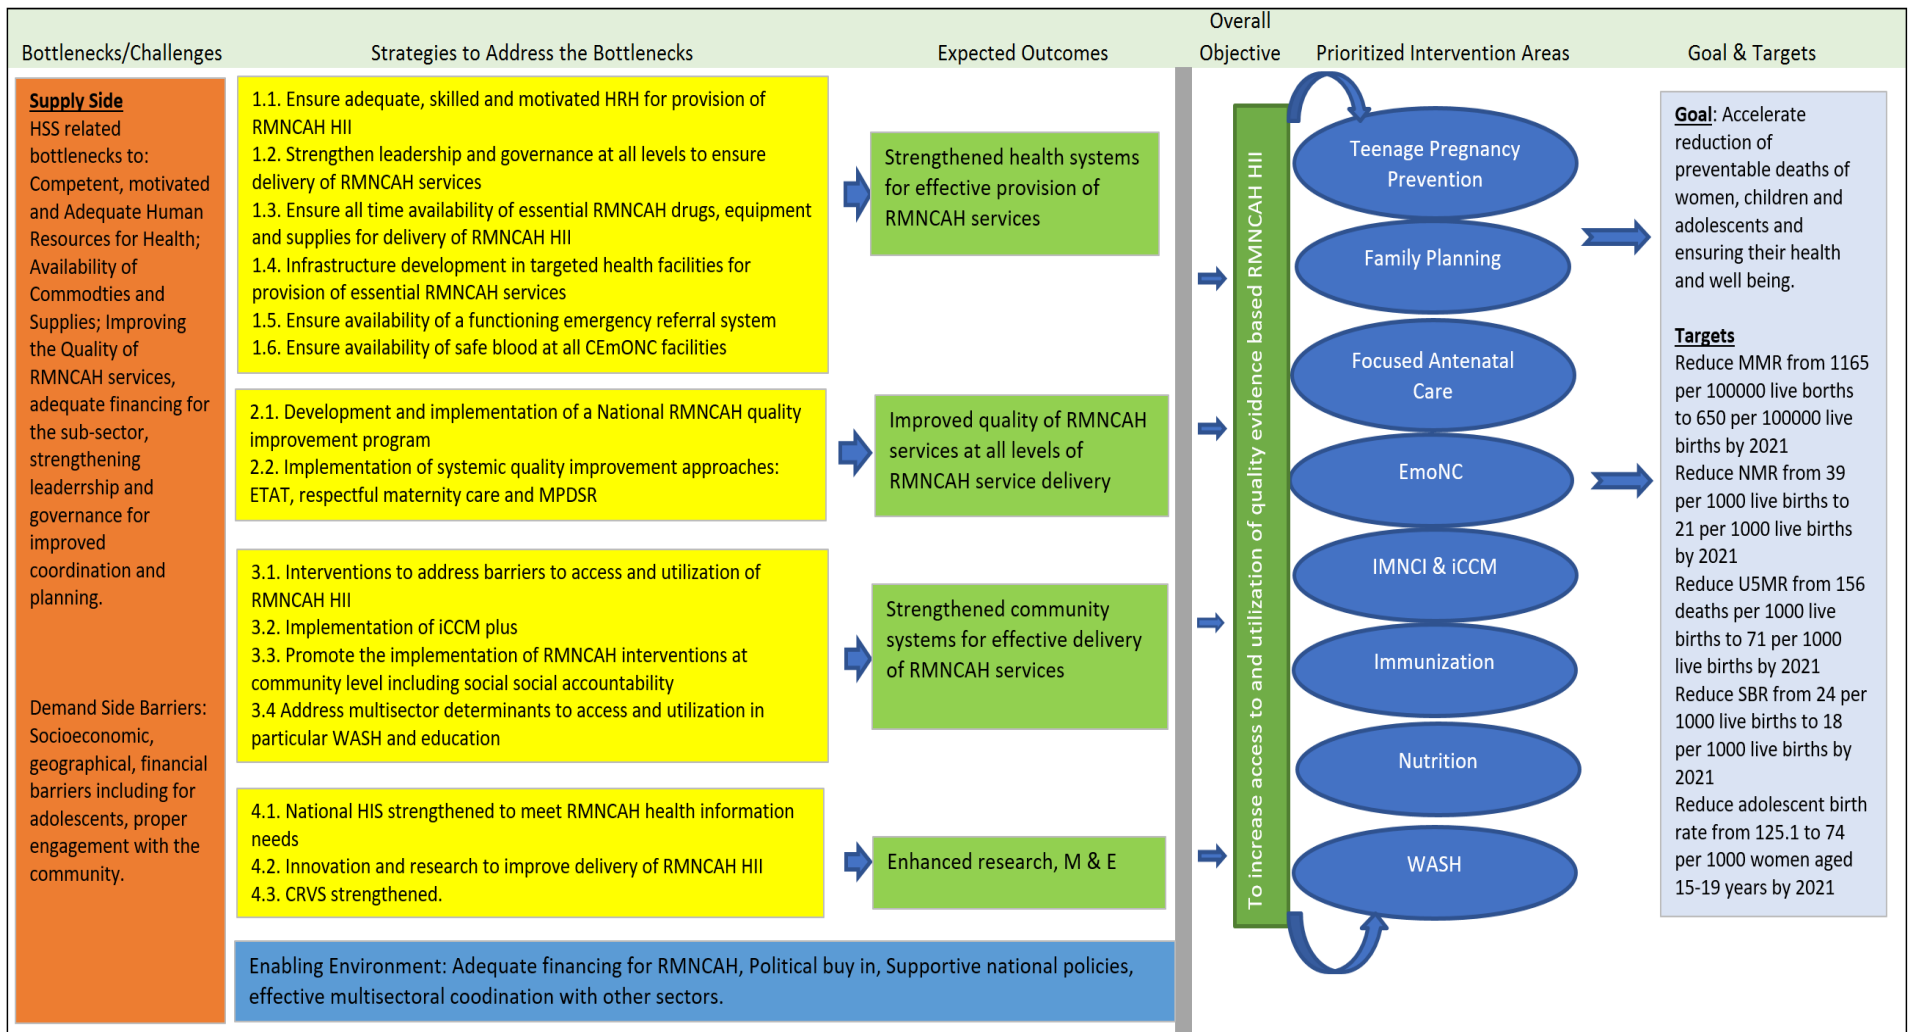 Bottlenecks/Challenges
Strategies to Address the Bottlenecks
Expected Outcomes
Overall
Objective
Prioritized Intervention Areas
Goal & Targets
Supply Side
HSS related
bottlenecks to:
Competent, motivated
and Adequate Human
Resources for Health;
Availability of
Commodties and
Supplies; Improving
the Quality of
RMNCAH services,
adequate financing for
the sub-sector,
strengthening
leaderrship and
governance for
improved
coordination and
planning.
Demand Side Barriers:
Socioeconomic,
geographical, financial
barriers including for
adolescents, proper
engagement with the
community.
1.1. Ensure adequate, skilled and motivated HRH for provision of
RMNCAH HII
1.2. Strengthen leadership and governance at all levels to ensure
delivery of RMNCAH services
1.3. Ensure all time availability of essential RMNCAH drugs, equipment
and supplies for delivery of RMNCAH HII
1.4. Infrastructure development in targeted health facilities for
provision of essential RMNCAH services
1.5. Ensure availability of a functioning emergency referral system
1.6. Ensure availability of safe blood at all CEmONC facilities
2.1. Development and implementation of a National RMNCAH quality
improvement program
2.2. Implementation of systemic quality improvement approaches:
ETAT, respectful maternity care and MPDSR
3.1. Interventions to address barriers to access and utilization of
RMNCAH HII
3.2. Implementation of iCCM plus
3.3. Promote the implementation of RMNCAH interventions at
community level including social social accountability
3.4 Address multisector determinants to access and utilization in
particular WASH and education
4.1. National HIS strengthened to meet RMNCAH health information
needs
4.2. Innovation and research to improve delivery of RMNCAH HII
4.3. CRVS strengthened.
Enabling Environment: Adequate financing for RMNCAH, Political buy in, Supportive national policies,
effective multisectoral coodination with other sectors.
Strengthened health systems
for effective provision of
RMNCAH services
Improved quality of RMNCAH
services at all levels of
RMNCAH service delivery
Strengthened community
systems for effective delivery
of RMNCAH services
Enhanced research, M & E
To increase access to and utilization of quality evidence based RMNCAH HII
Teenage Pregnancy
Prevention
Family Planning
Focused Antenatal
Care
EmoNC
IMNCI & iCCM
Immunization
Nutrition
WASH
Goal: Accelerate
reduction of
preventable deaths of
women, children and
adolescents and
ensuring their health
and well being.
Targets
Reduce MMR from 1165
per 100000 live borths
to 650 per 100000 live
births by 2021
Reduce NMR from 39
per 1000 live births to
21 per 1000 live births
by 2021
Reduce U5MR from 156
deaths per 1000 live
births to 71 per 1000
live births by 2021
Reduce SBR from 24 per
1000 live births to 18
per 1000 live births by
2021
Reduce adolescent birth
rate from 125.1 to 74
per 1000 women aged
15-19 years by 2021